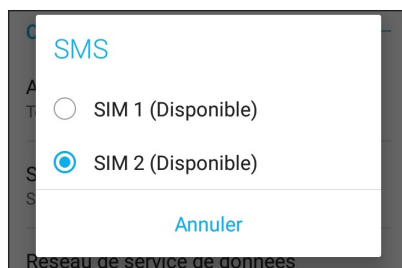 SMS
SIM 1 (Disponible)
SIM 2 (Disponible)
Annuler
Réseau de service de données